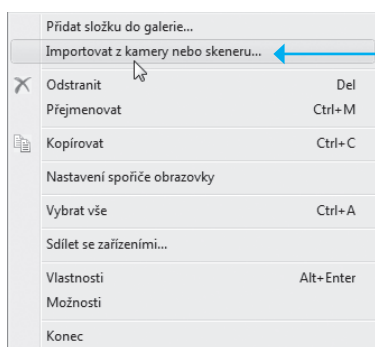 Přidat složku do galerie...
Importovat z kamery nebo skeneru...
Odstranit Del
Přejmenovat Ctrl+M
Kopírovat Ctrl+C
Nastavení spořiče obrazovky
Vybrat vše Ctrl+A
Sdílet se zařízeními...
Vlastnosti Alt+Enter
Možnosti
Konec